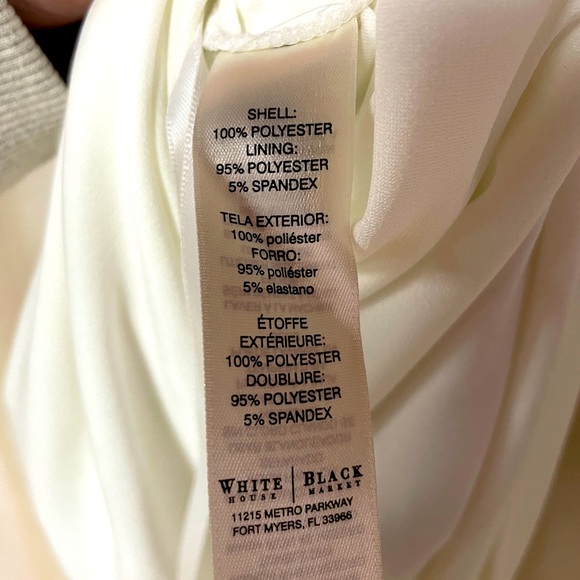 SHELL:
100% POLYESTER
LINING:
95% POLYESTER
5% SPANDEX
TELA EXTERIOR:
100% poliéster
FORRO:
95% poliéster
5% elastano
ÉTOFFE
EXTÉRIEURE:
100% POLYESTER
DOUBLURE:
95% POLYESTER
5% SPANDEX
WHITE HOUSE | BLACK MARKET
11215 METRO PARKWAY
FORT MYERS, FL 33966